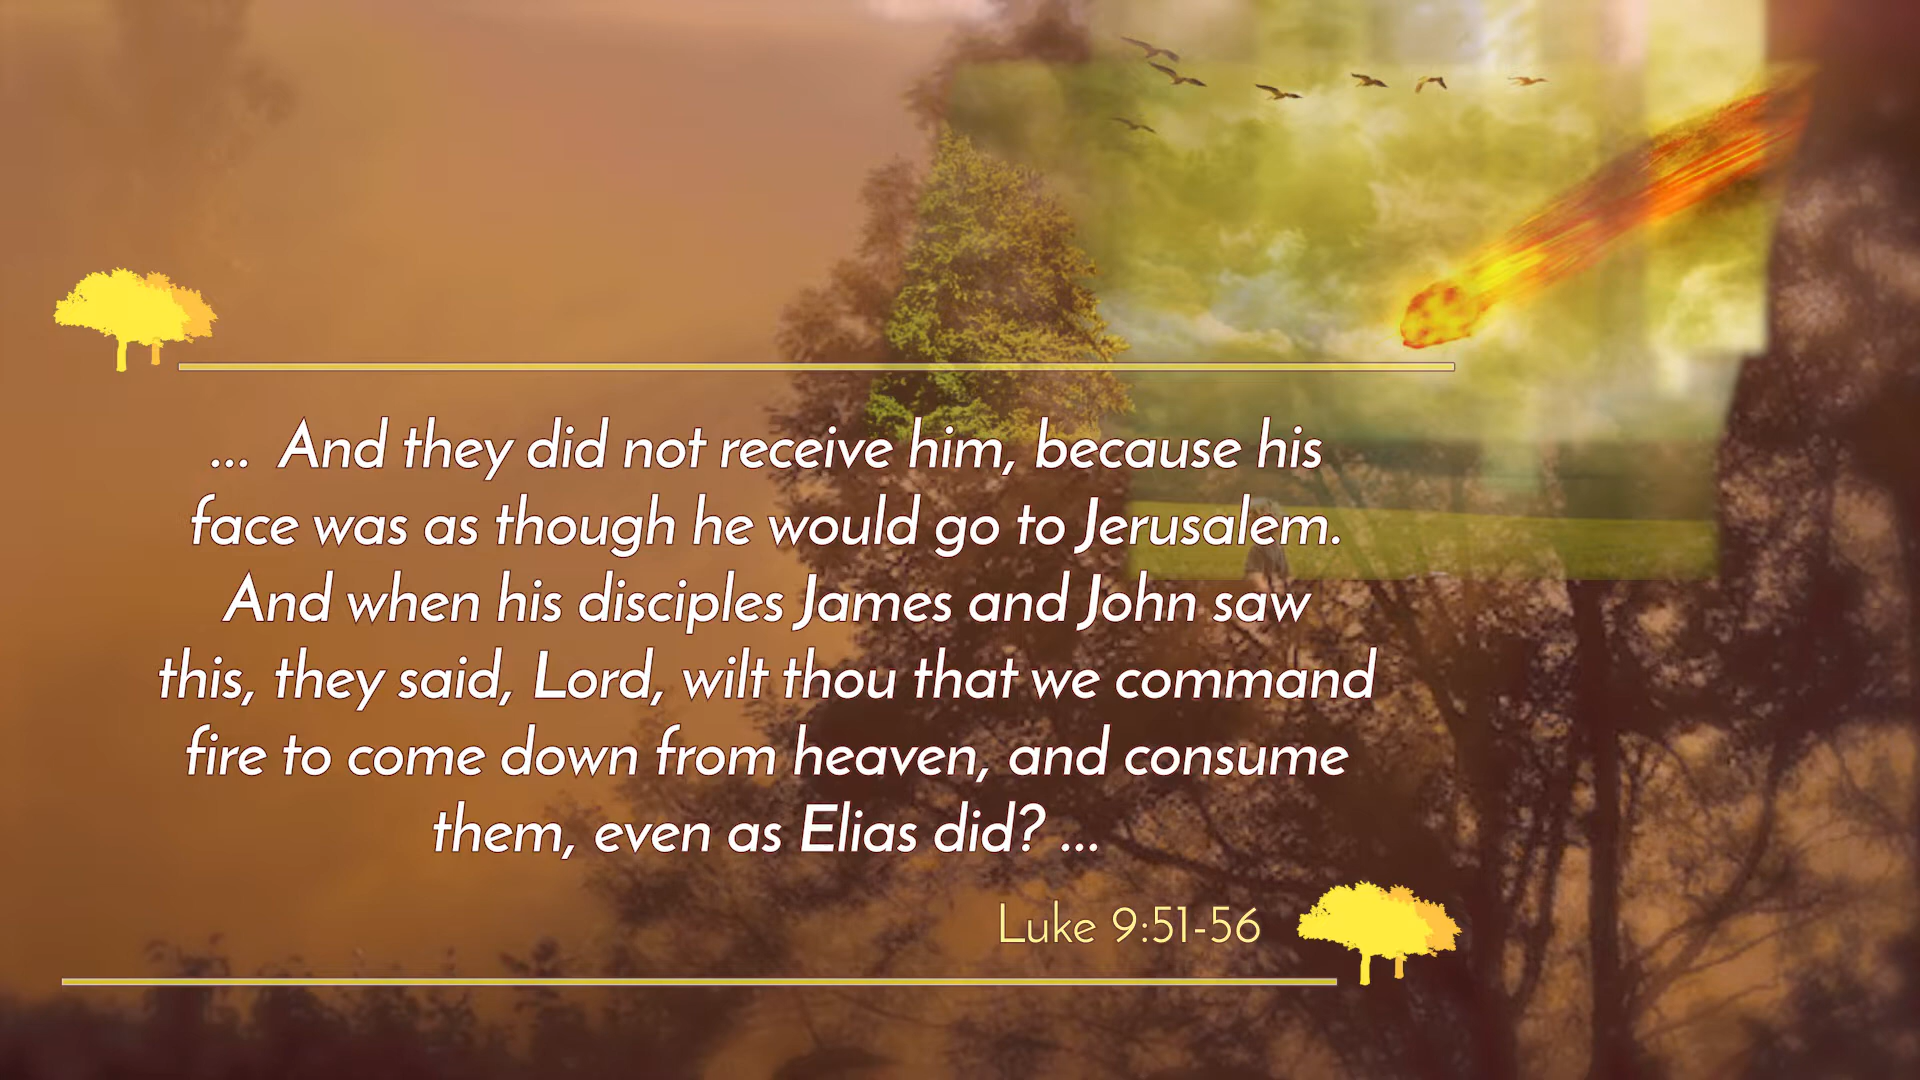 ... And they did not receive him, because his
face was as though he would go to Jerusalem.
And when his disciples James and John saw
this, they said, Lord, wilt thou that we command
fire to come down from heaven, and consume
them, even as Elias did? ...
Luke 9:51-56